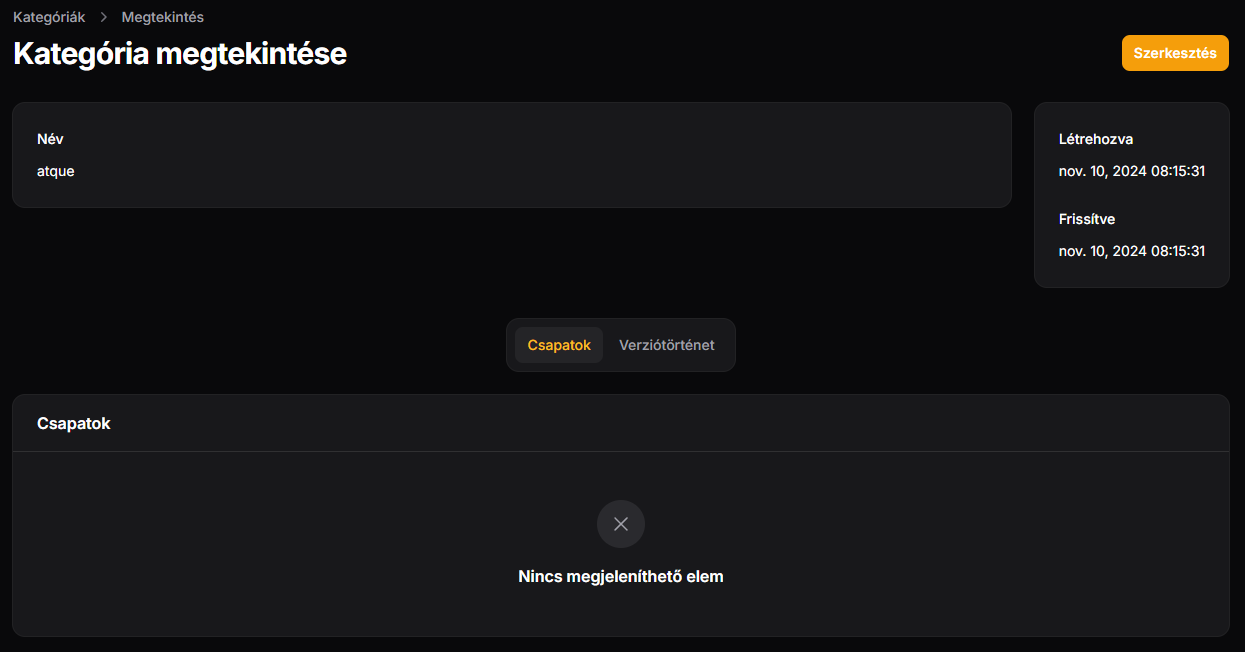 Kategóriák > Megtekintés
Kategória megtekintése
Szerkesztés
Név
atque
Létrehozva
nov. 10, 2024 08:15:31
Frissítve
nov. 10, 2024 08:15:31
Csapatok Verziótörténet
Csapatok
Nincs megjeleníthető elem